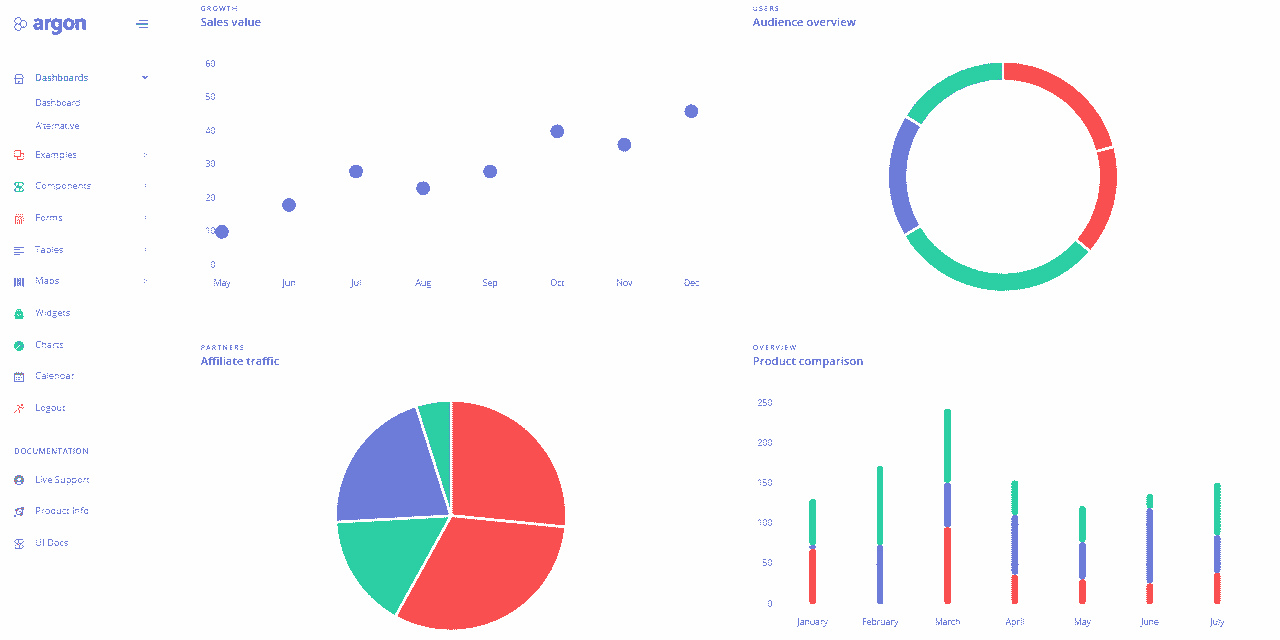 argon
Dashboards
Dashboard
Alternative
Examples
Components
Forms
Tables
Maps
Widgets
Charts
Calendar
Logout
DOCUMENTATION
Live Support
Product Info
UI Docs
GROWTH
Sales value
60
50
40
30
20
10
0
May Jun Jul Aug Sep Oct Nov Dec
USERS
Audience overview
PARTNERS
Affiliate traffic
OVERVIEW
Product comparison
250
200
150
100
50
0
January February March April May June July